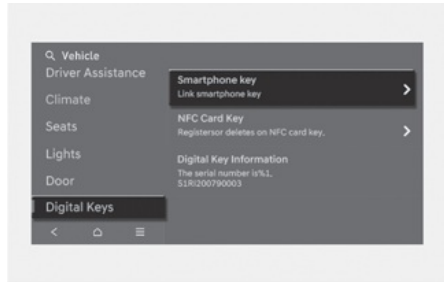 Vehicle
Driver Assistance
Climate
Seats
Lights
Door
Digital Keys
Smartphone key
Link smartphone key
NFC Card Key
Registersor deletes on NFC card key.
Digital Key Information
The serial number is%1,
S1RI200790003